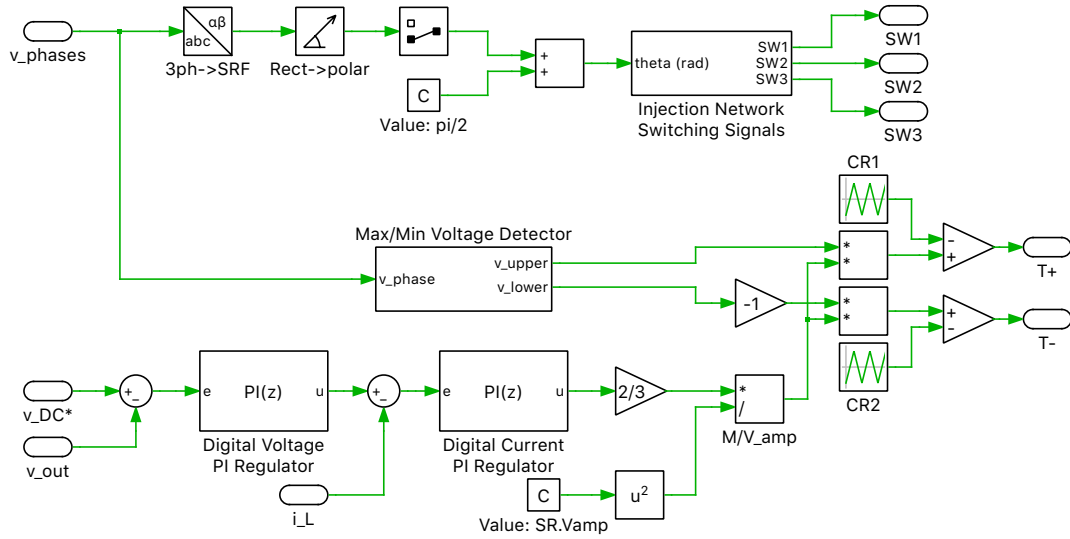 v_phases
abc
αβ
3ph->SRF
Rect->polar
C
Value: pi/2
+
+
theta (rad)
SW1
SW2
SW3
Injection Network
Switching Signals
SW1
SW2
SW3
CR1
Max/Min Voltage Detector
v_phase
v_upper
v_lower
-1
*
*
*
*
-
+
T+
+
-
T-
CR2
v_DC*
v_out
+
-
e
PI(z)
u
Digital Voltage
PI Regulator
+
-
i_L
e
PI(z)
u
Digital Current
PI Regulator
2/3
*
/
M/V_amp
C
Value: SR.Vamp
u²